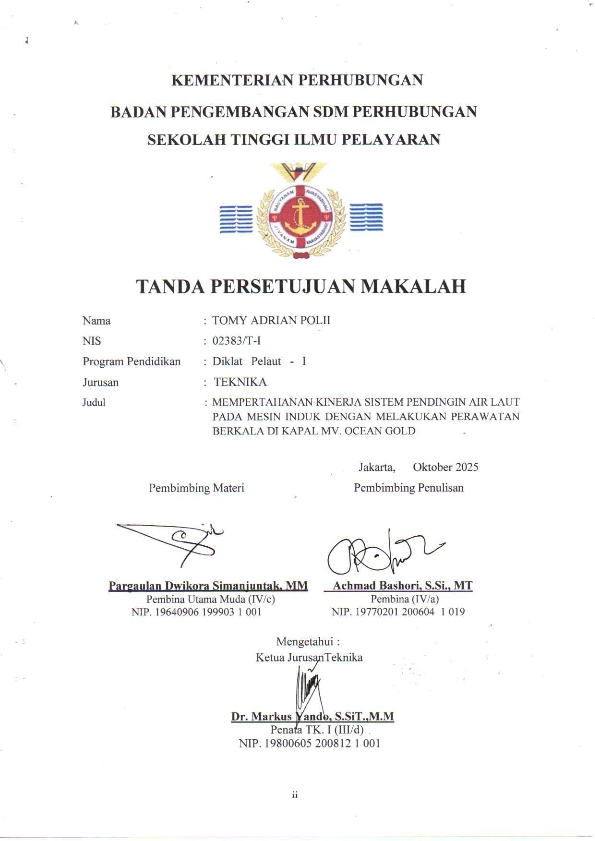 KEMENTERIAN PERHUBUNGAN
BADAN PENGEMBANGAN SDM PERHUBUNGAN
SEKOLAH TINGGI ILMU PELAYARAN
TANDA PERSETUJUAN MAKALAH
Nama : TOMY ADRIAN POLII
NIS : 02383/T-I
Program Pendidikan : Diklat Pelaut - I
Jurusan : TEKNIKA
Judul : MEMPERTAHANAN KINERJA SISTEM PENDINGIN AIR LAUT
PADA MESIN INDUK DENGAN MELAKUKAN PERAWATAN
BERKALA DI KAPAL MV. OCEAN GOLD
Jakarta, Oktober 2025
Pembimbing Materi Pembimbing Penulisan
Pargaulan Dwikora Simanjuntak, MM Achmad Bashori, S.Si., MT
Pembina Utama Muda (IV/c) Pembina (IV/a)
NIP. 19640906 199903 1 001 NIP. 19770201 200604 1 019
Mengetahui :
Ketua JurusanTeknika
Dr. Markus Yando, S.SiT.,M.M
Penata TK. I (III/d)
NIP. 19800605 200812 1 001
ii